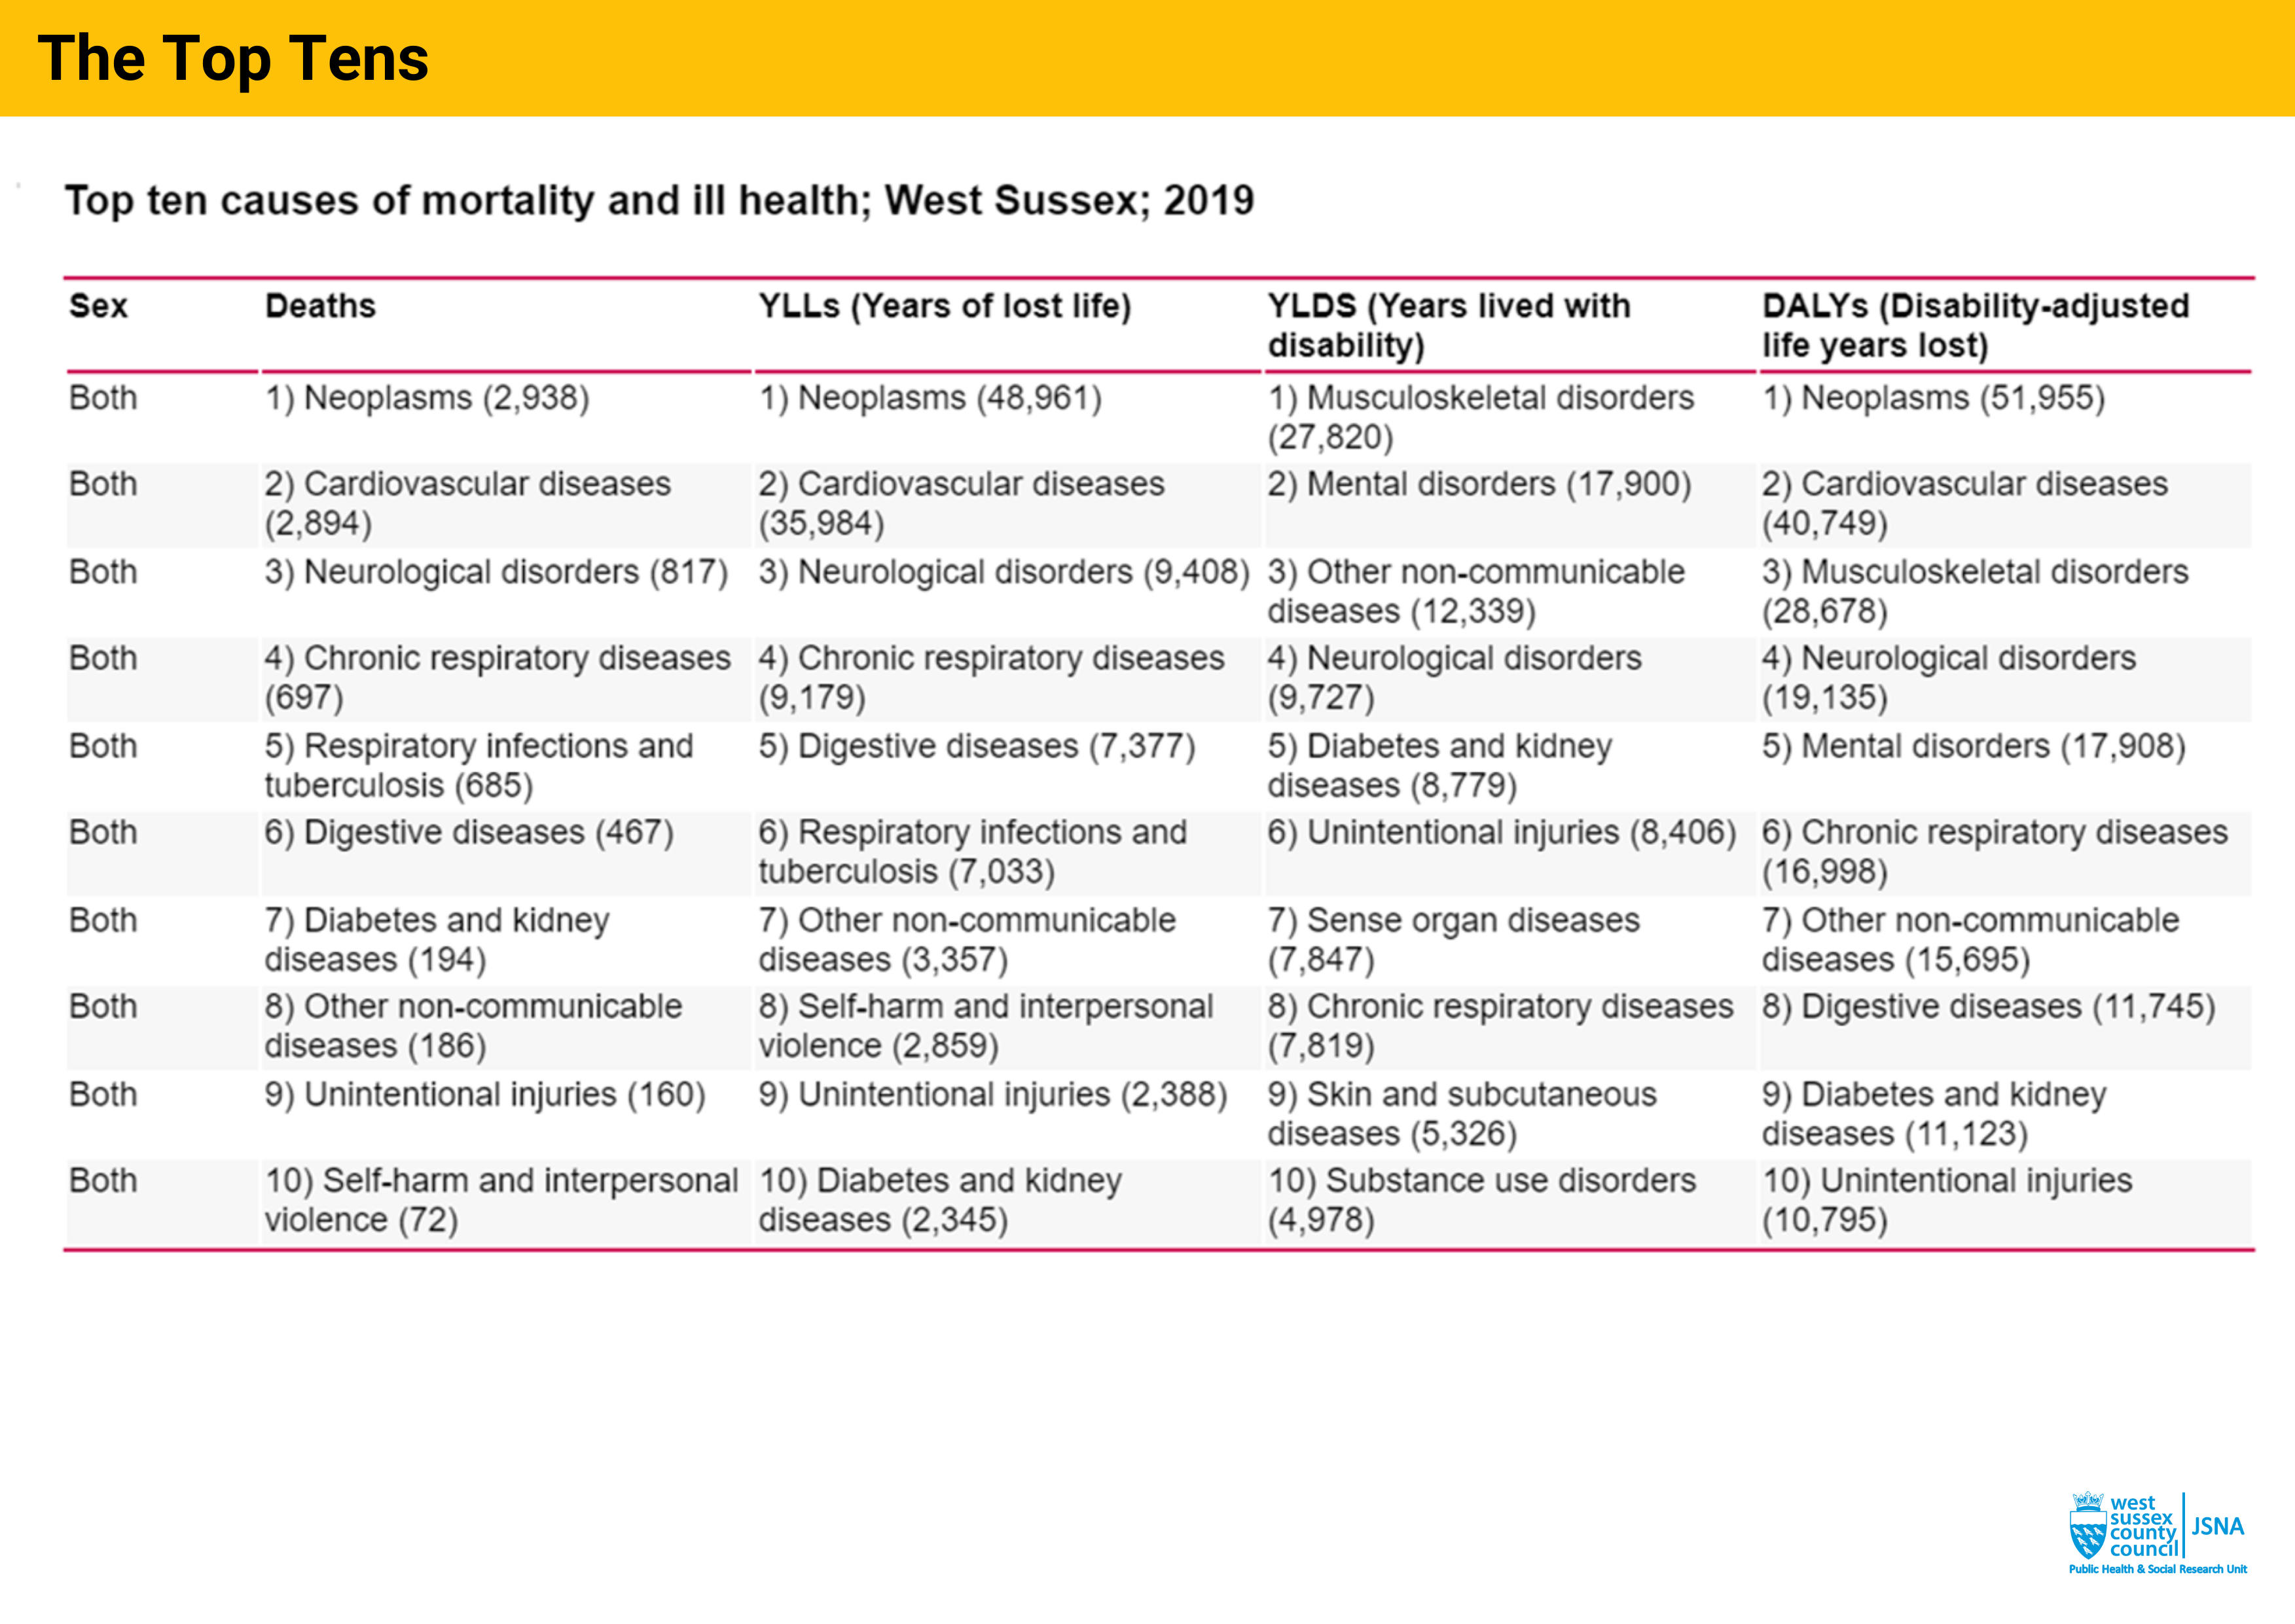 The Top Tens
Top ten causes of mortality and ill health; West Sussex; 2019
Sex Deaths YLLs (Years of lost life) YLDS (Years lived with DALYs (Disability-adjusted
disability) life years lost)
Both 1) Neoplasms (2,938) 1) Neoplasms (48,961) 1) Musculoskeletal disorders 1) Neoplasms (51,955)
(27,820)
Both 2) Cardiovascular diseases 2) Cardiovascular diseases 2) Mental disorders (17,900) 2) Cardiovascular diseases
(2,894) (35,984) (40,749)
Both 3) Neurological disorders (817) 3) Neurological disorders (9,408) 3) Other non-communicable 3) Musculoskeletal disorders
diseases (12,339) (28,678)
Both 4) Chronic respiratory diseases 4) Chronic respiratory diseases 4) Neurological disorders 4) Neurological disorders
(697) (9,179) (9,727) (19,135)
Both 5) Respiratory infections and 5) Digestive diseases (7,377) 5) Diabetes and kidney 5) Mental disorders (17,908)
tuberculosis (685) diseases (8,779)
Both 6) Digestive diseases (467) 6) Respiratory infections and 6) Unintentional injuries (8,406) 6) Chronic respiratory diseases
tuberculosis (7,033) (16,998)
Both 7) Diabetes and kidney 7) Other non-communicable 7) Sense organ diseases 7) Other non-communicable
diseases (194) diseases (3,357) (7,847) diseases (15,695)
Both 8) Other non-communicable 8) Self-harm and interpersonal 8) Chronic respiratory diseases 8) Digestive diseases (11,745)
diseases (186) violence (2,859) (7,819)
Both 9) Unintentional injuries (160) 9) Unintentional injuries (2,388) 9) Skin and subcutaneous 9) Diabetes and kidney
diseases (5,326) diseases (11,123)
Both 10) Self-harm and interpersonal 10) Diabetes and kidney 10) Substance use disorders 10) Unintentional injuries
violence (72) diseases (2,345) (4,978) (10,795)
west
sussex
county
council
JSNA
Public Health & Social Research Unit